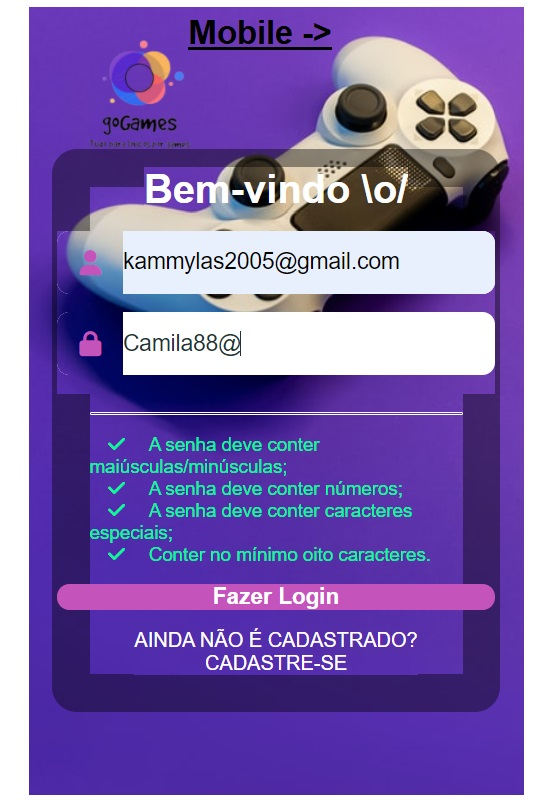 Mobile ->
goGames
Bem-vindo \o/
kammylas2005@gmail.com
Camila88@
A senha deve conter
maiúsculas/minúsculas;
A senha deve conter números;
A senha deve conter caracteres
especiais;
Conter no mínimo oito caracteres.
Fazer Login
AINDA NÃO É CADASTRADO?
CADASTRE-SE